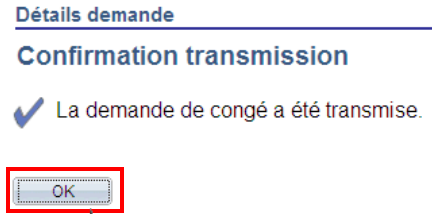 Détails demande
Confirmation transmission
La demande de congé a été transmise.
OK